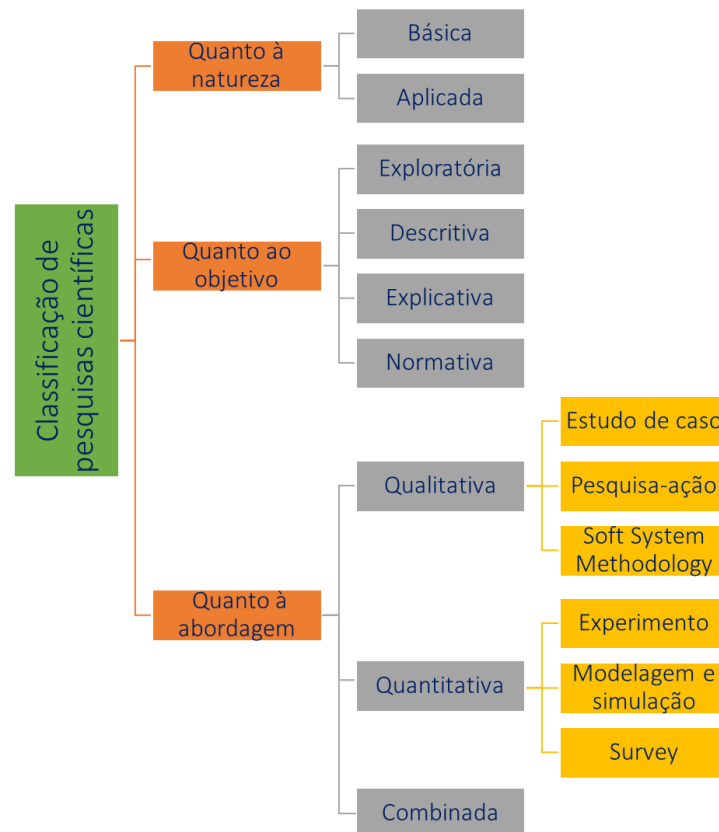 Classificação de
pesquisas científicas
Quanto à
natureza
Básica
Aplicada
Quanto ao
objetivo
Exploratória
Descritiva
Explicativa
Normativa
Quanto à
abordagem
Qualitativa
Estudo de caso
Pesquisa-ação
Soft System
Methodology
Quantitativa
Experimento
Modelagem e
simulação
Survey
Combinada